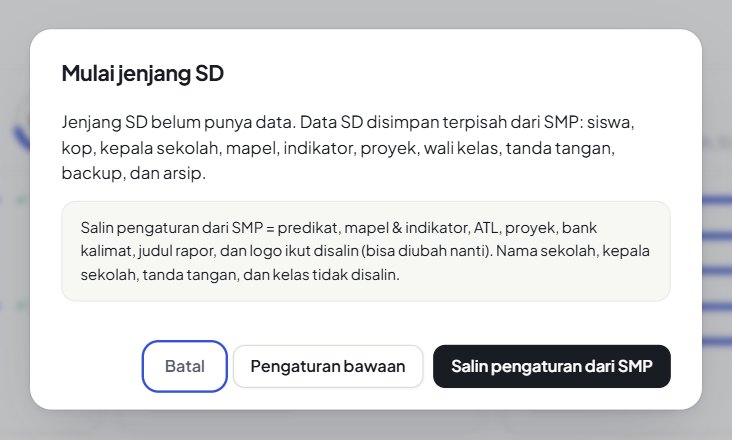 Mulai jenjang SD
Jenjang SD belum punya data. Data SD disimpan terpisah dari SMP: siswa,
kop, kepala sekolah, mapel, indikator, proyek, wali kelas, tanda tangan,
backup, dan arsip.
Salin pengaturan dari SMP = predikat, mapel & indikator, ATL, proyek, bank
kalimat, judul rapor, dan logo ikut disalin (bisa diubah nanti). Nama sekolah, kepala
sekolah, tanda tangan, dan kelas tidak disalin.
Batal
Pengaturan bawaan
Salin pengaturan dari SMP